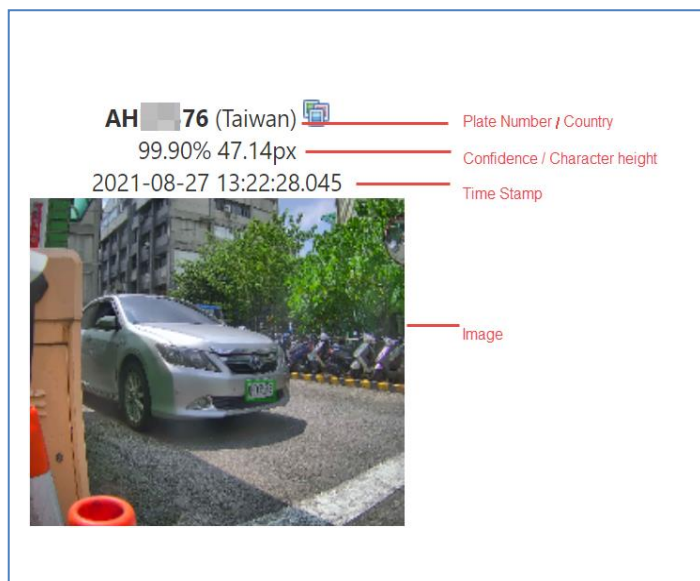 AH 76 (Taiwan)
Plate Number / Country
99.90% 47.14px
Confidence / Character height
2021-08-27 13:22:28.045
Time Stamp
Image